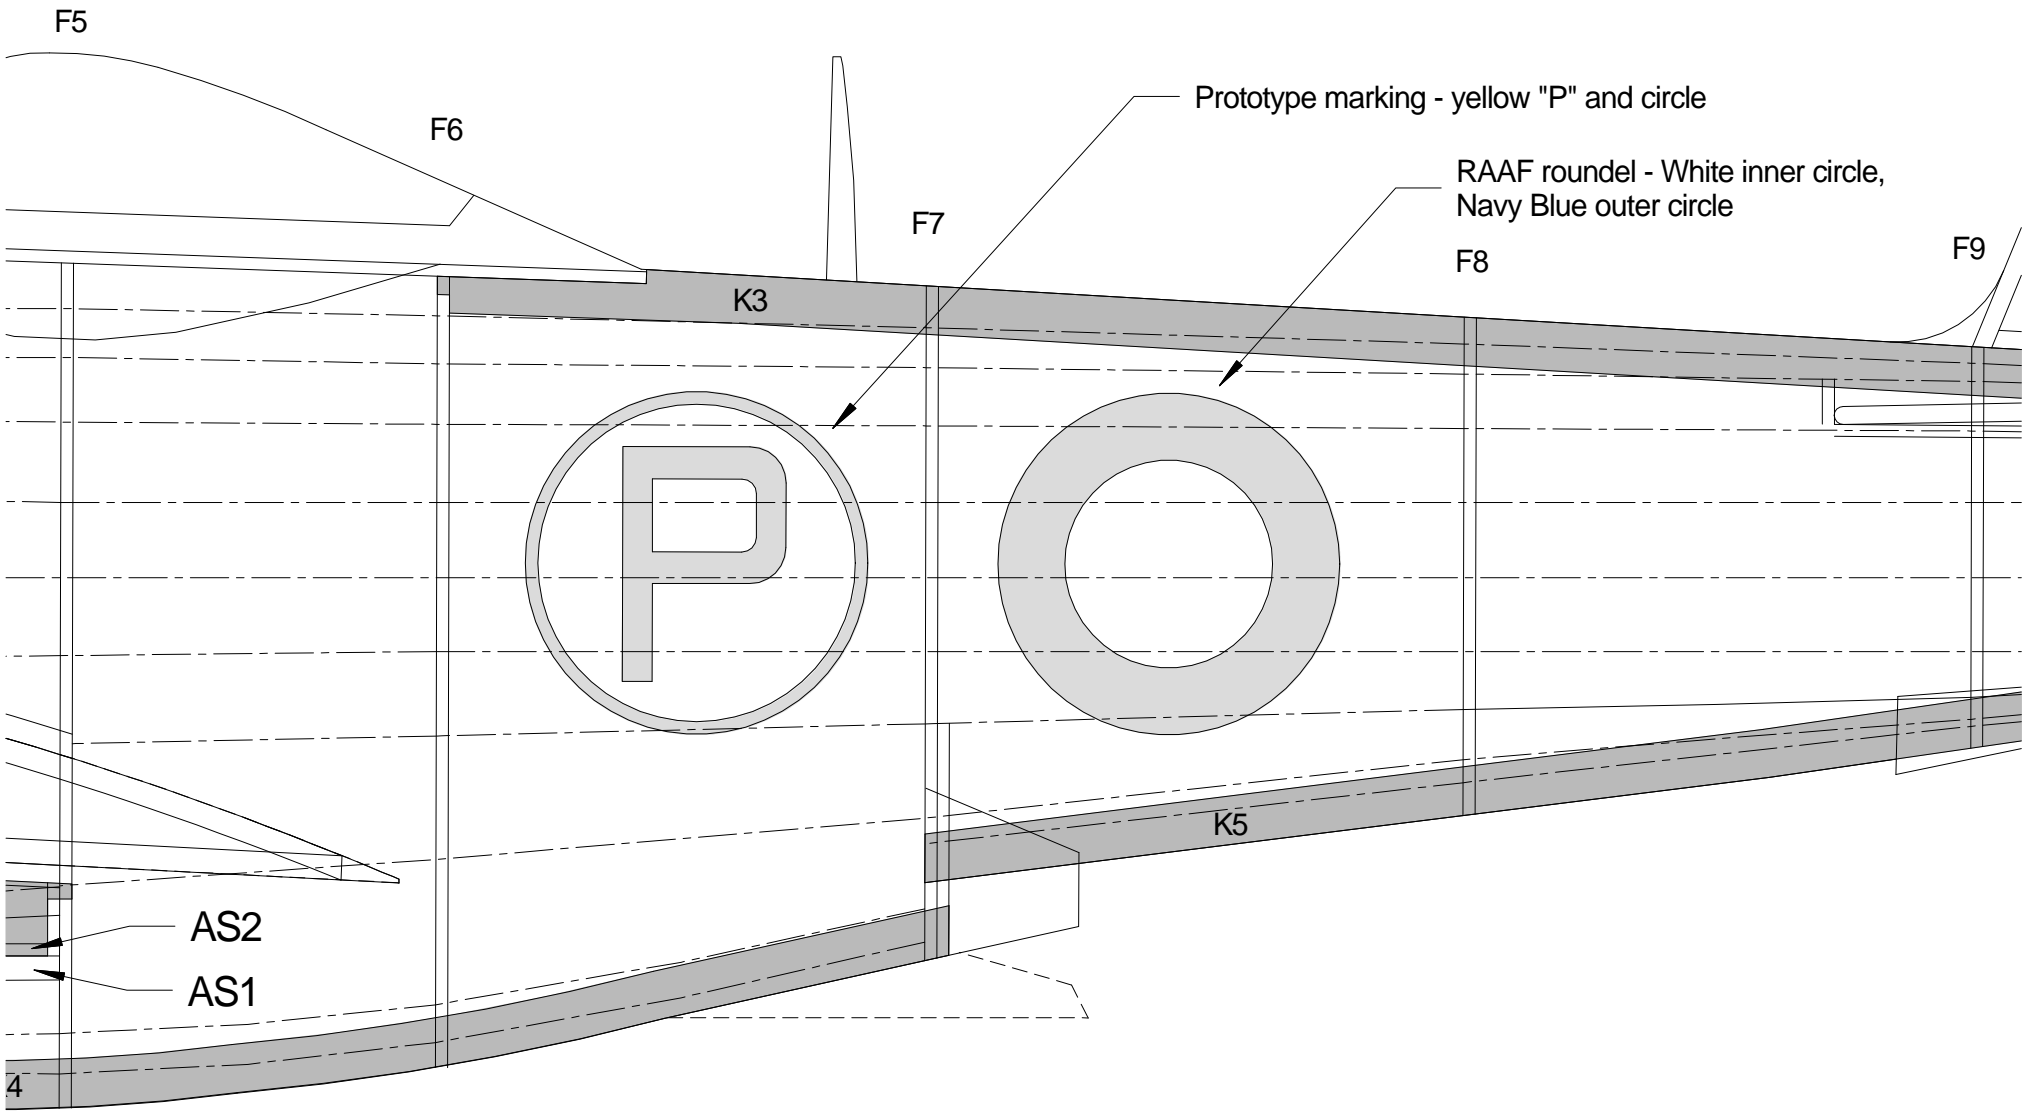 F5
Prototype marking - yellow "P" and circle
F6
RAAF roundel - White inner circle,
Navy Blue outer circle
F7
F8
F9
K3
P
K5
AS2
AS1
4